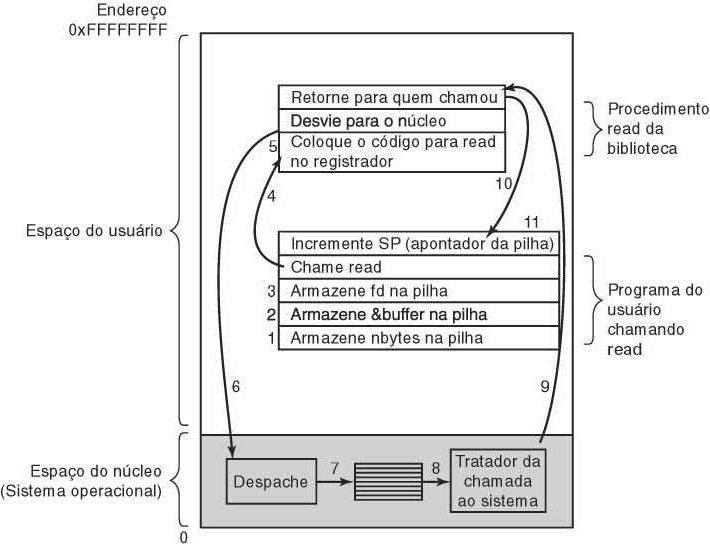 Endereço
0xFFFFFFFF
Retorne para quem chamou
Desvie para o núcleo
5
Coloque o código para read
no registrador
4
10
Procedimento
read da
biblioteca
Espaço do usuário
11
Incremente SP (apontador da pilha)
Chame read
3 Armazene fd na pilha
2 Armazene &buffer na pilha
1 Armazene nbytes na pilha
Programa do
usuário
chamando
read
6
9
Espaço do núcleo
(Sistema operacional)
Despache
7
8
Tratador da
chamada
ao sistema
0